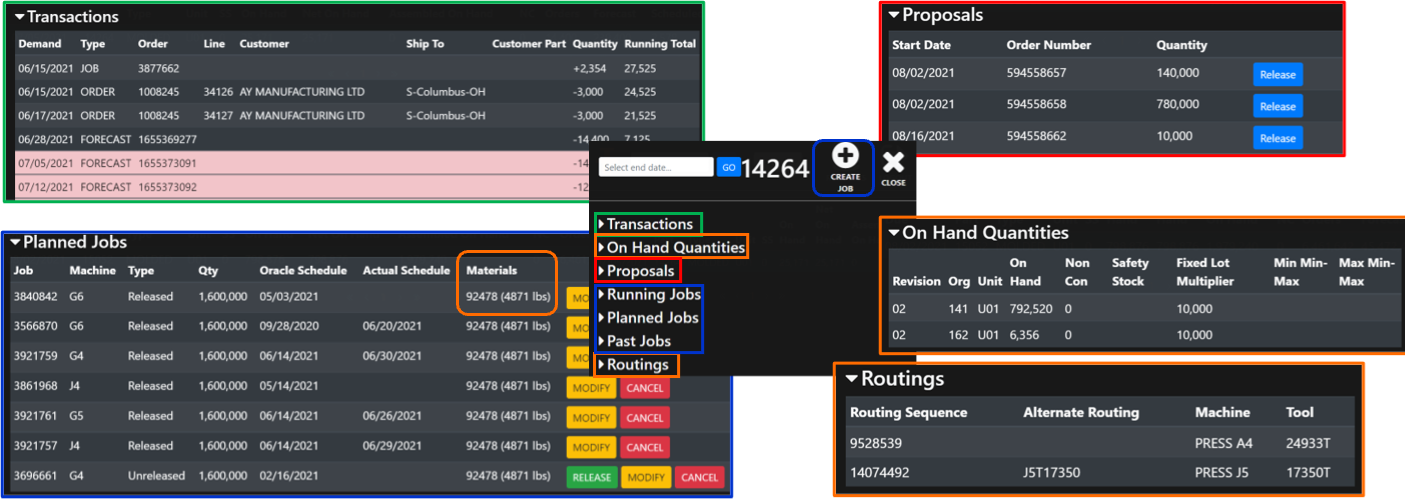 Transactions
Demand Type Order Line Customer Ship To Customer Part Quantity Running Total
06/15/2021 JOB 3877662 +2,354 27,525
06/15/2021 ORDER 1008245 34126 AY MANUFACTURING LTD S-Columbus-OH -3,000 24,525
06/17/2021 ORDER 1008245 34127 AY MANUFACTURING LTD S-Columbus-OH -3,000 21,525
06/28/2021 FORECAST 1655369277 -14,400 7,125
07/05/2021 FORECAST 1655373091 -14
07/12/2021 FORECAST 1655373092 -12
Proposals
Start Date Order Number Quantity
08/02/2021 594558657 140,000 Release
08/02/2021 594558658 780,000 Release
08/16/2021 594558662 10,000 Release
Select end date... GO 14264 CREATE JOB CLOSE
Transactions
On Hand Quantities
Proposals
Running Jobs
Planned Jobs
Past Jobs
Routings
Planned Jobs
Job Machine Type Qty Oracle Schedule Actual Schedule Materials
3840842 G6 Released 1,600,000 05/03/2021 92478 (4871 lbs) MO
3566870 G6 Released 1,600,000 09/28/2020 06/20/2021 92478 (4871 lbs) MO
3921759 G4 Released 1,600,000 06/14/2021 06/30/2021 92478 (4871 lbs) MO
3861968 J4 Released 1,600,000 05/14/2021 92478 (4871 lbs) MODIFY CANCEL
3921761 G5 Released 1,600,000 06/14/2021 06/26/2021 92478 (4871 lbs) MODIFY CANCEL
3921757 J4 Released 1,600,000 06/14/2021 06/29/2021 92478 (4871 lbs) MODIFY CANCEL
3696661 G4 Unreleased 1,600,000 02/16/2021 92478 (4871 lbs) RELEASE MODIFY CANCEL
On Hand Quantities
Revision Org Unit On Hand Non Con Safety Stock Fixed Lot Multiplier Min Min-Max Max Min-Max
02 141 U01 792,520 0 10,000
02 162 U01 6,356 0 10,000
Routings
Routing Sequence Alternate Routing Machine Tool
9528539 PRESS A4 24933T
14074492 J5T17350 PRESS J5 17350T